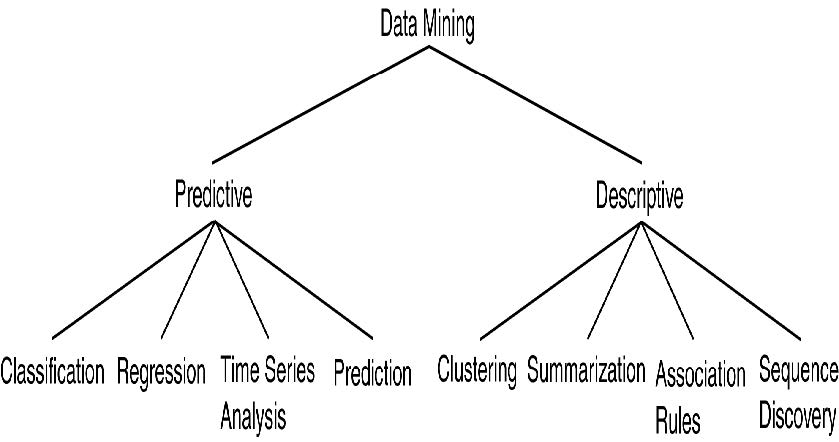 Data Mining
Predictive
Descriptive
Classification
Regression
Time Series
Analysis
Prediction
Clustering
Summarization
Association
Rules
Sequence
Discovery